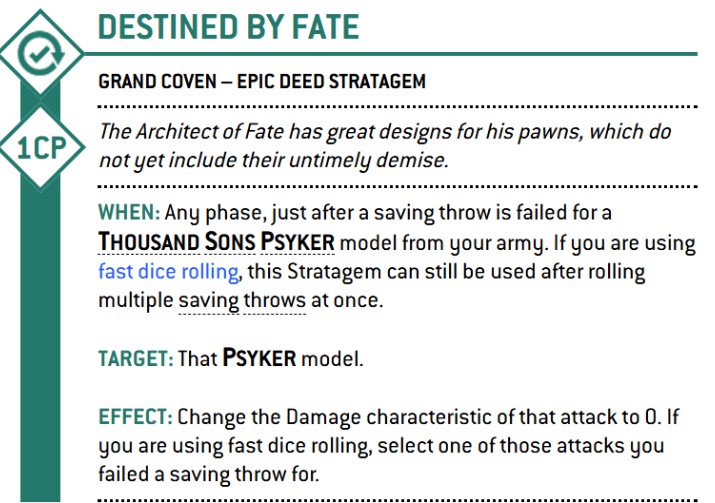 DESTINED BY FATE
GRAND COVEN – EPIC DEED STRATAGEM
1CP
The Architect of Fate has great designs for his pawns, which do
not yet include their untimely demise.
WHEN: Any phase, just after a saving throw is failed for a
THOUSAND SONS PSYKER model from your army. If you are using
fast dice rolling, this Stratagem can still be used after rolling
multiple saving throws at once.
TARGET: That PSYKER model.
EFFECT: Change the Damage characteristic of that attack to 0. If
you are using fast dice rolling, select one of those attacks you
failed a saving throw for.